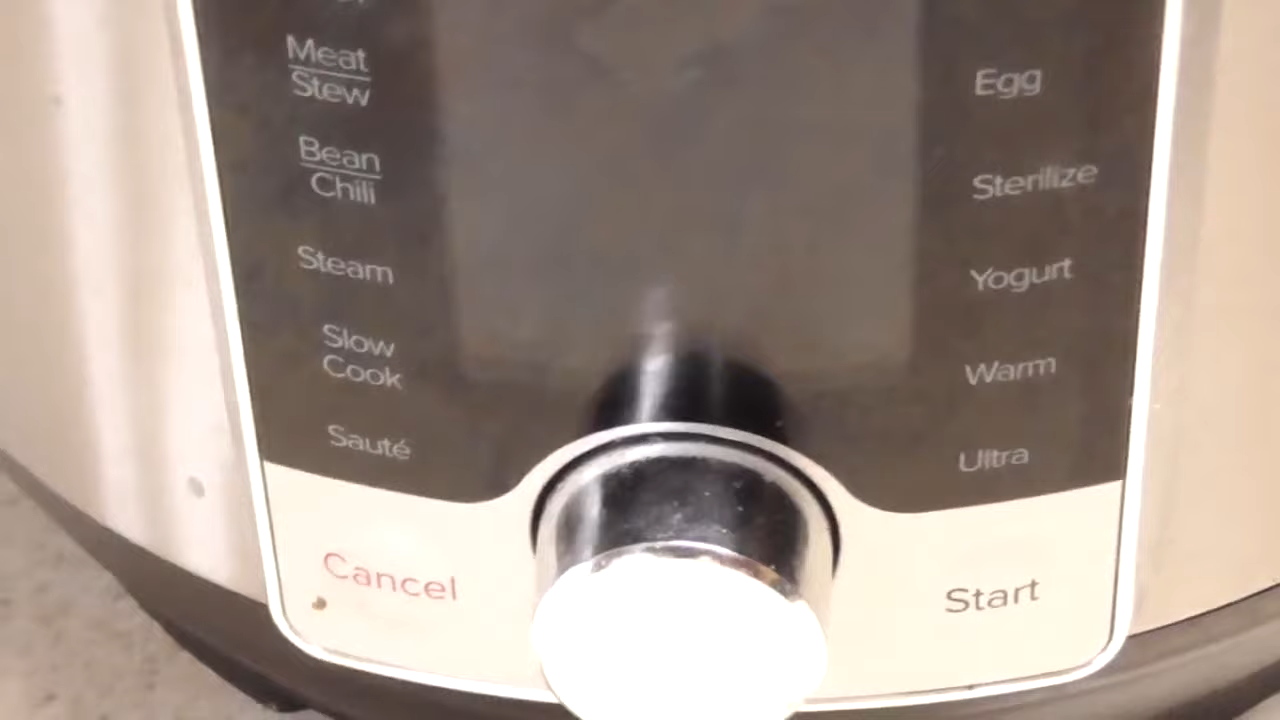 Meat
Stew
Bean
Chili
Steam
Slow
Cook
Sauté
Cancel
Egg
Sterilize
Yogurt
Warm
Ultra
Start